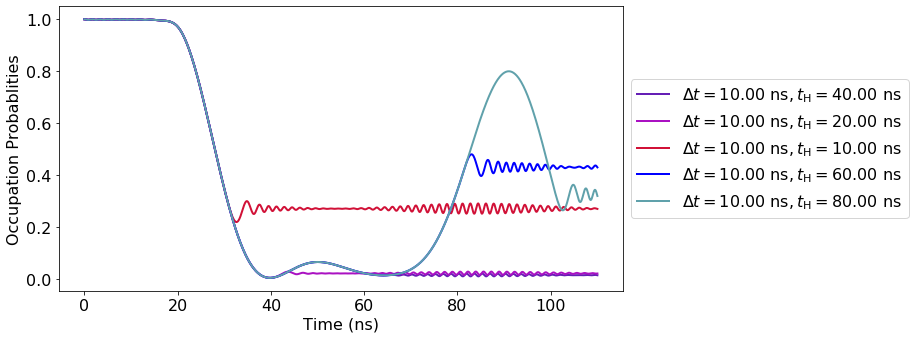 1.0
0.8
0.6
0.4
0.2
0.0
Occupation Probablities
0 20 40 60 80 100
Time (ns)
Δt = 10.00 ns, t_H = 40.00 ns
Δt = 10.00 ns, t_H = 20.00 ns
Δt = 10.00 ns, t_H = 10.00 ns
Δt = 10.00 ns, t_H = 60.00 ns
Δt = 10.00 ns, t_H = 80.00 ns